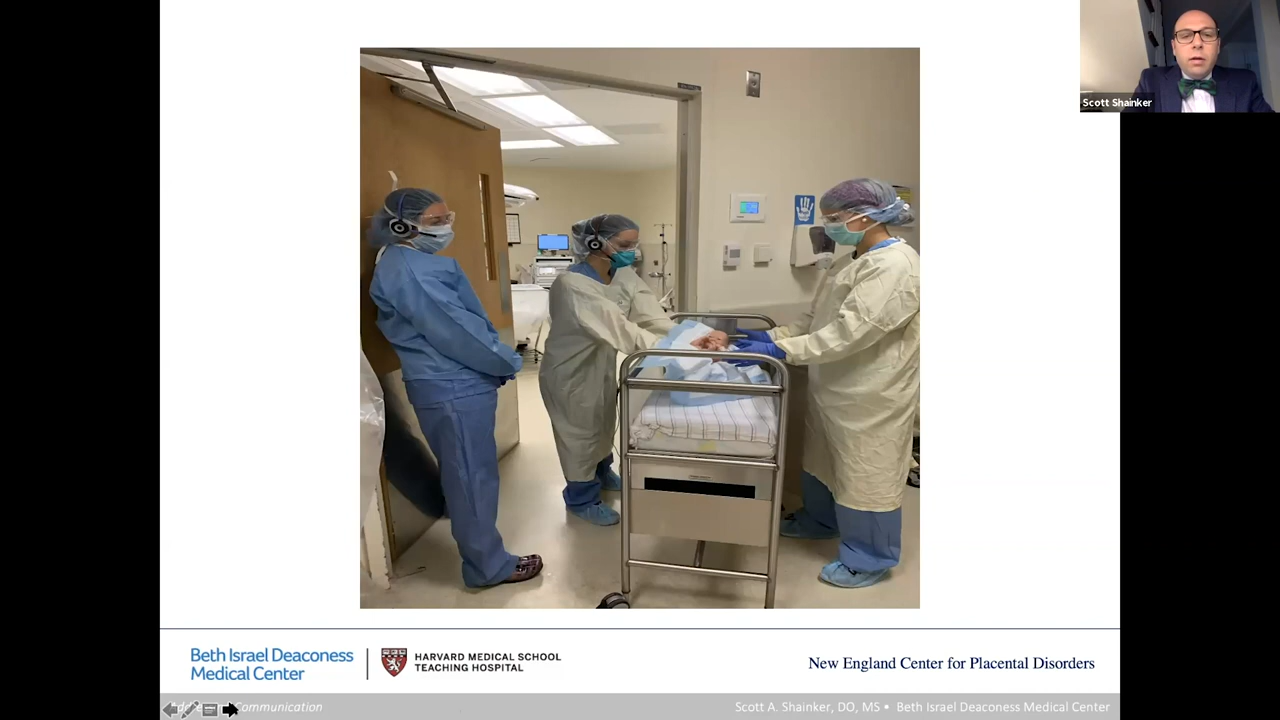 Scott Shainker
Beth Israel Deaconess
Medical Center
HARVARD MEDICAL SCHOOL
TEACHING HOSPITAL
New England Center for Placental Disorders
Communication
Scott A. Shainker, DO, MS • Beth Israel Deaconess Medical Center